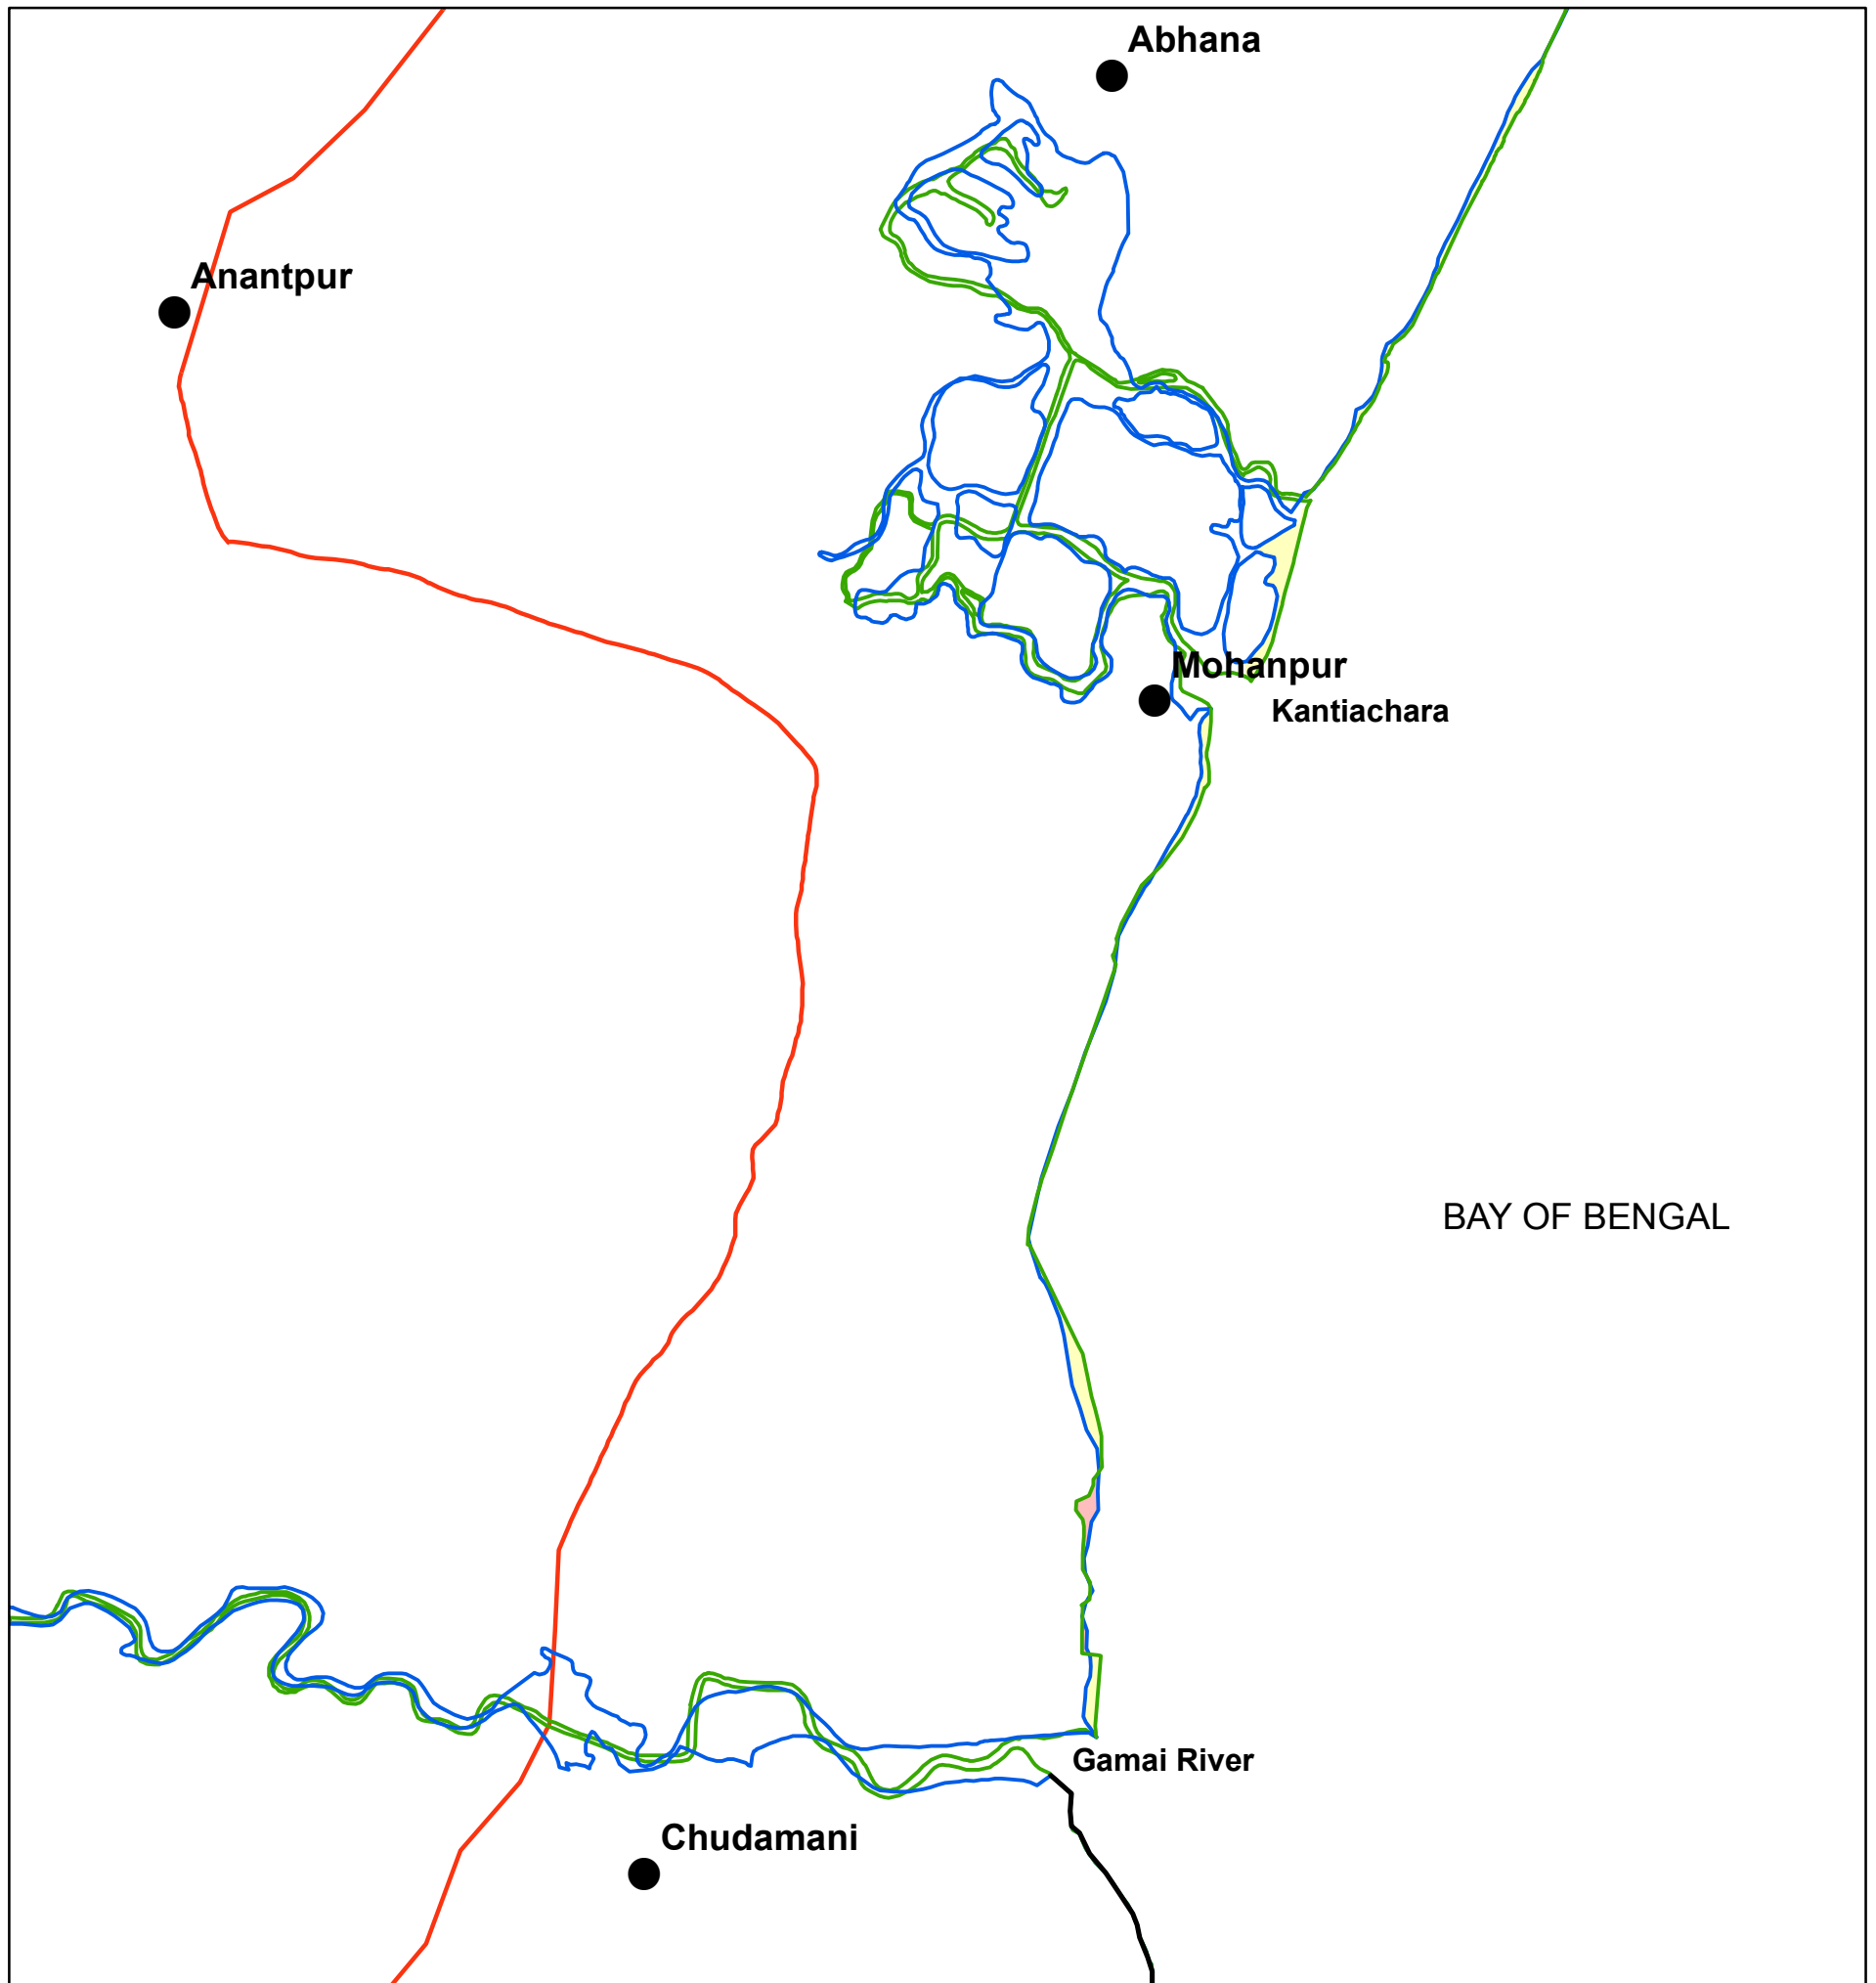 Abhana
Anantpur
Mohanpur
Kantiachara
BAY OF BENGAL
Gamai River
Chudamani